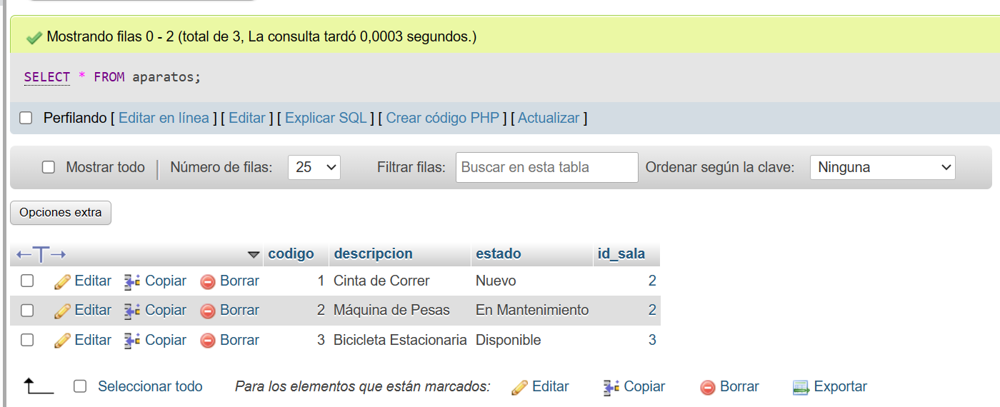 Mostrando filas 0 - 2 (total de 3, La consulta tardó 0,0003 segundos.)
SELECT * FROM aparatos;
Perfilando [ Editar en línea ] [ Editar ] [ Explicar SQL ] [ Crear código PHP ] [ Actualizar ]
Mostrar todo | Número de filas: 25 Filtrar filas: Buscar en esta tabla Ordenar según la clave: Ninguna
Opciones extra
←T→ codigo descripcion estado id_sala
Editar Copiar Borrar 1 Cinta de Correr Nuevo 2
Editar Copiar Borrar 2 Máquina de Pesas En Mantenimiento 2
Editar Copiar Borrar 3 Bicicleta Estacionaria Disponible 3
Seleccionar todo Para los elementos que están marcados: Editar Copiar Borrar Exportar